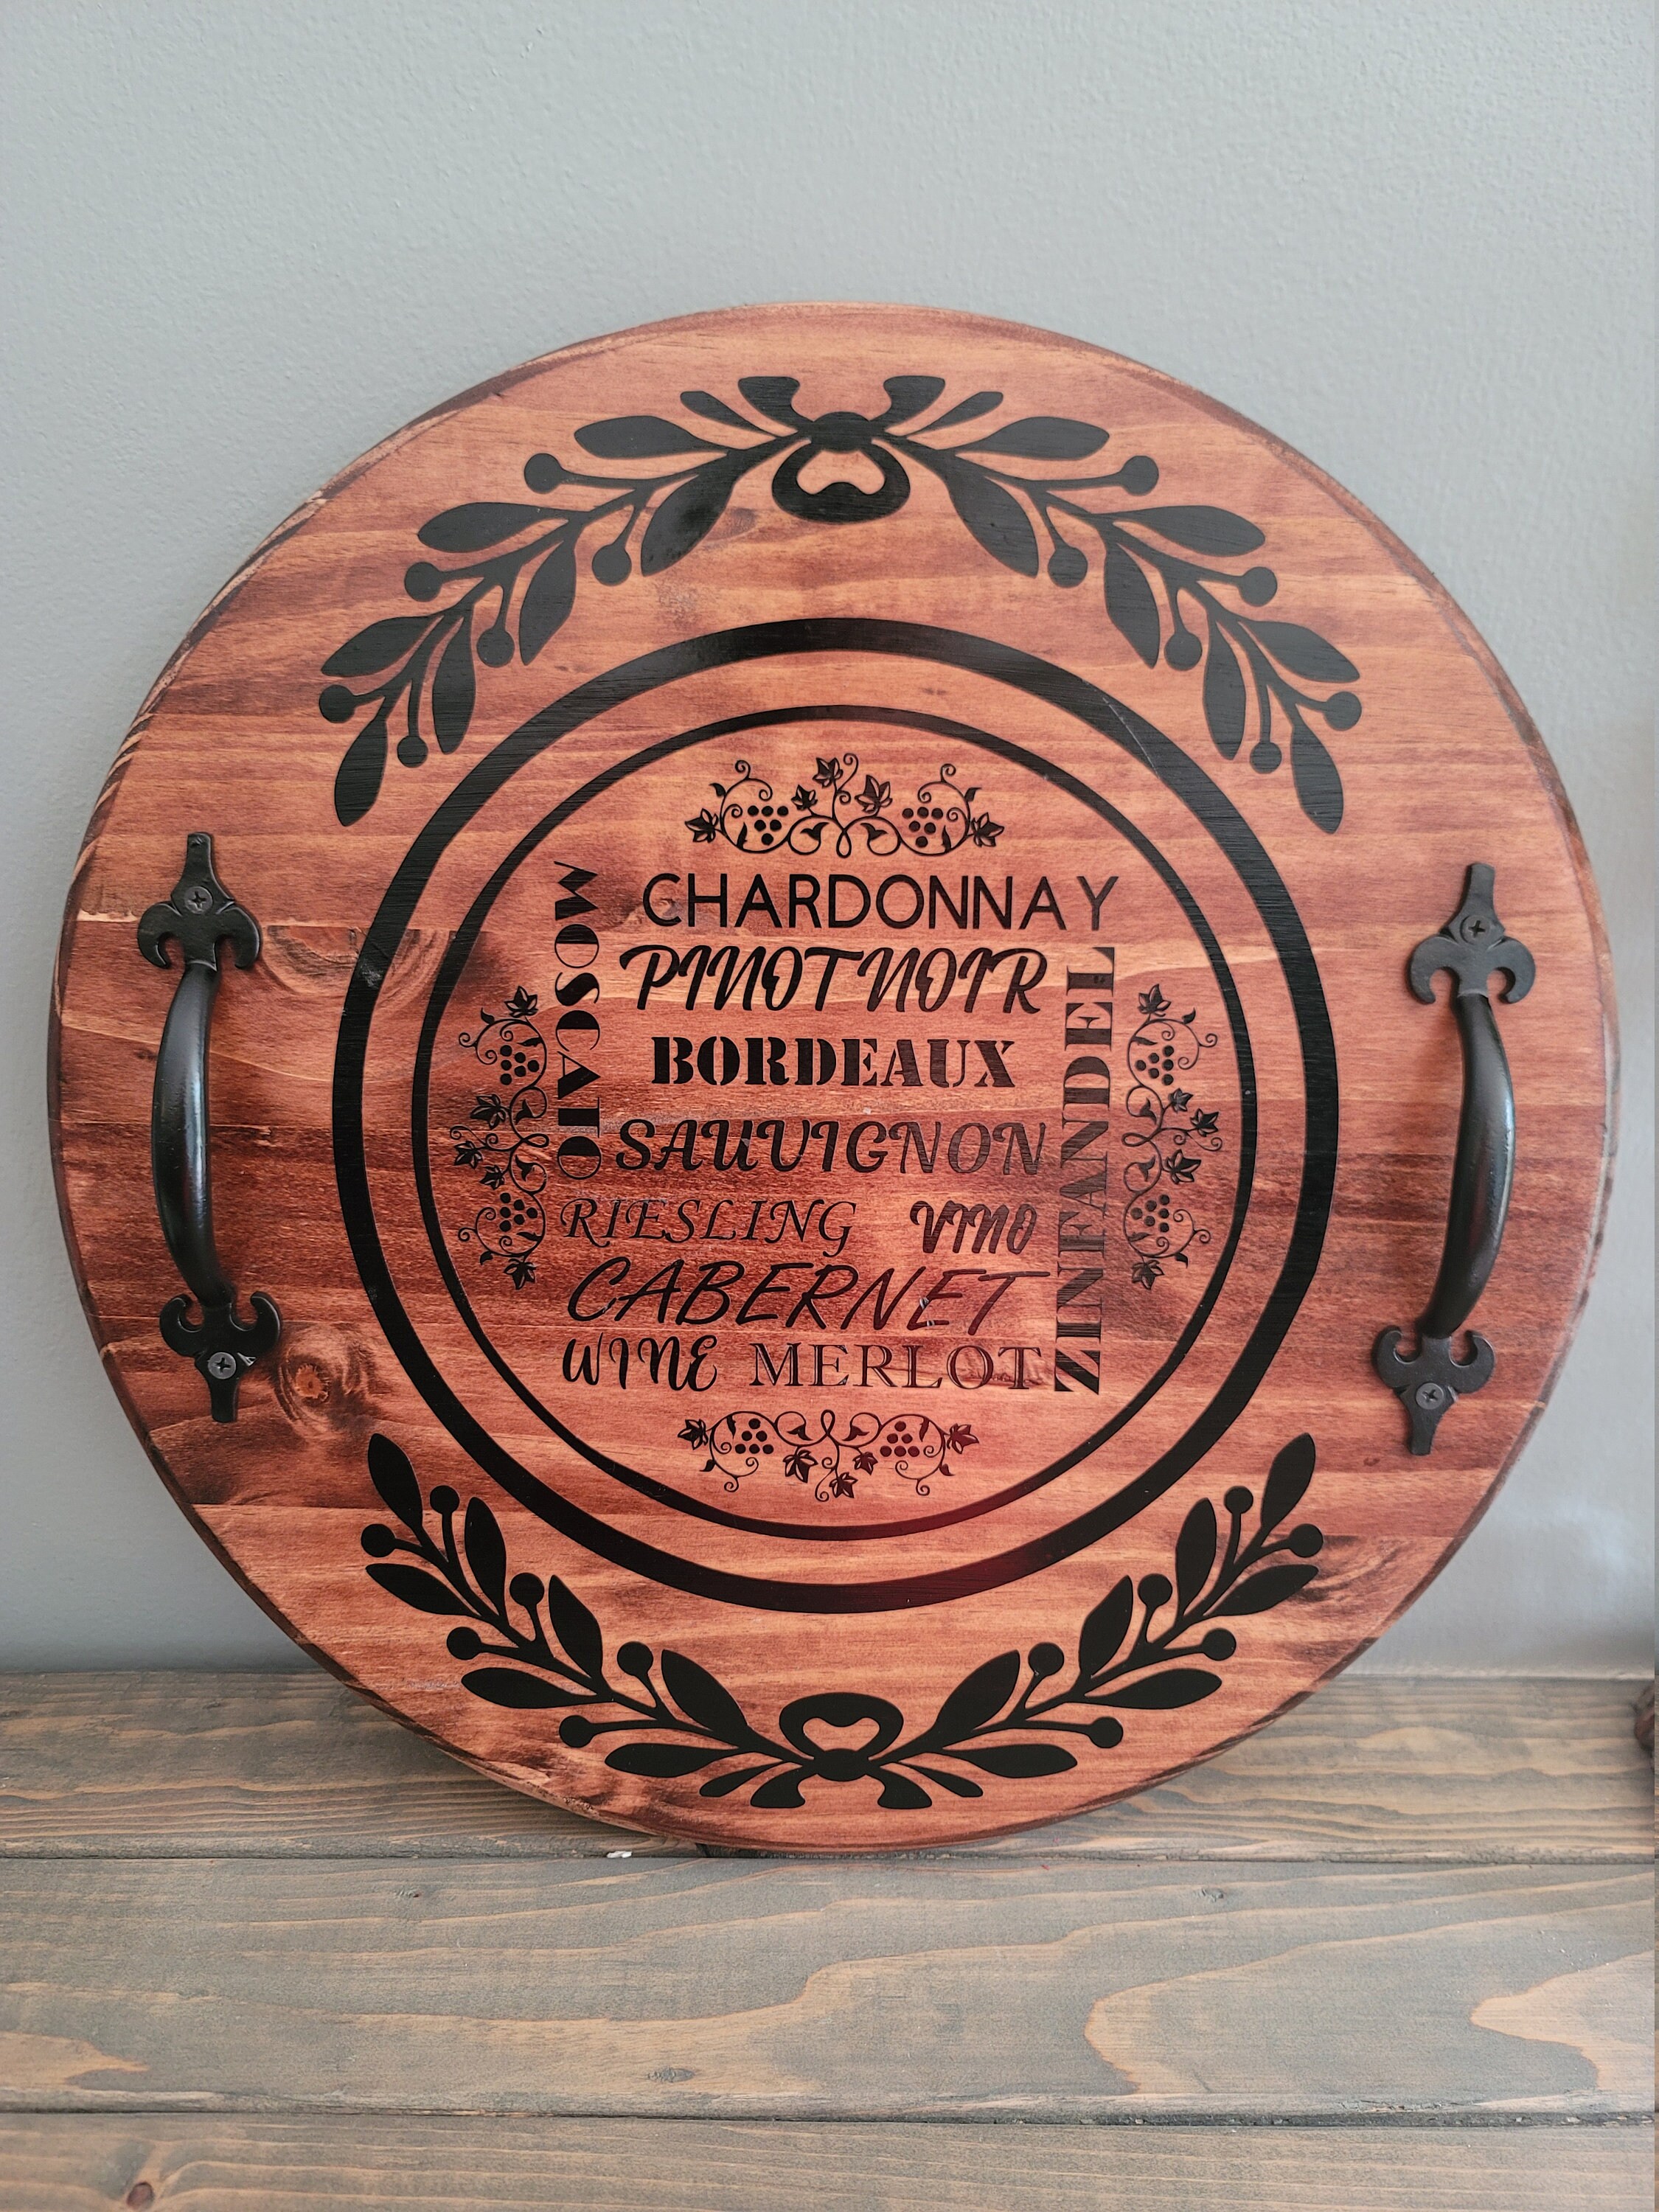 MOSCATO
CHARDONNAY
PINOT NOIR
BORDEAUX
SAUVIGNON
RIESLING VINO
CABERNET
WINE MERLOT
ZINFANDEL